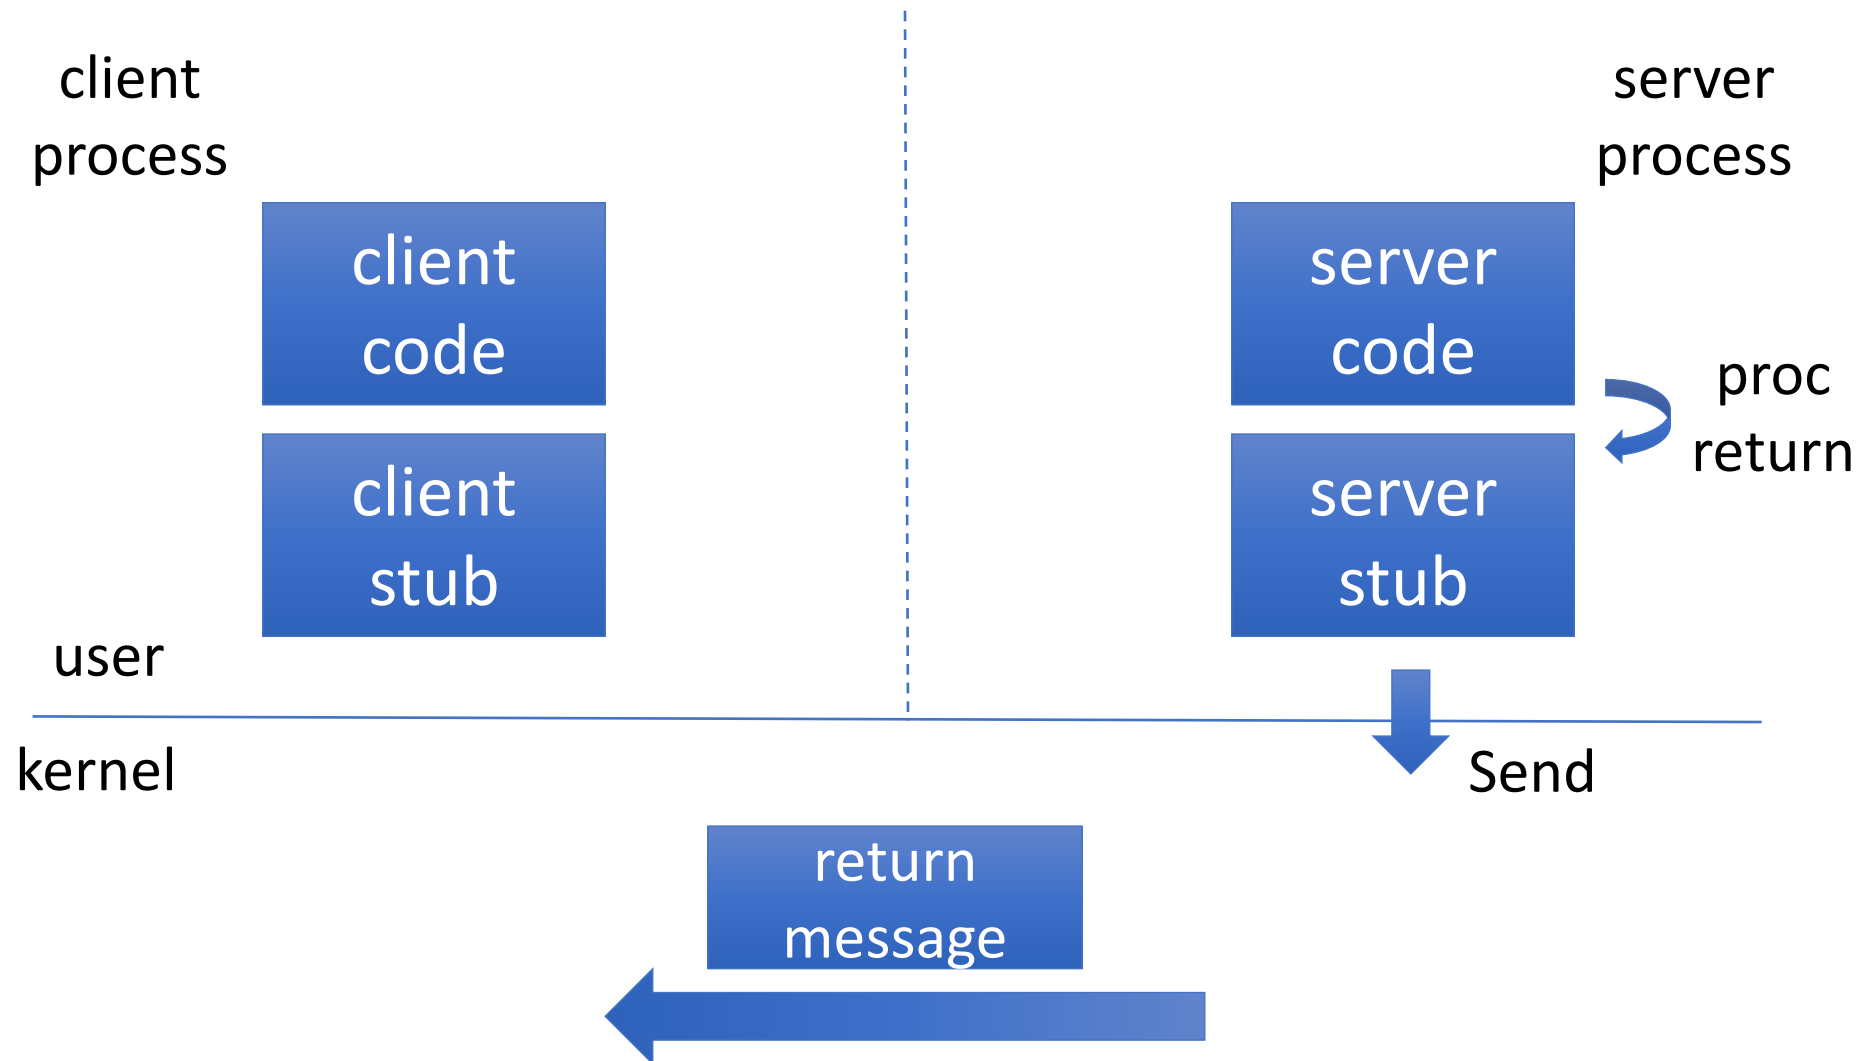 client
process
server
process
client
code
server
code
proc
return
client
stub
server
stub
user
kernel
Send
return
message